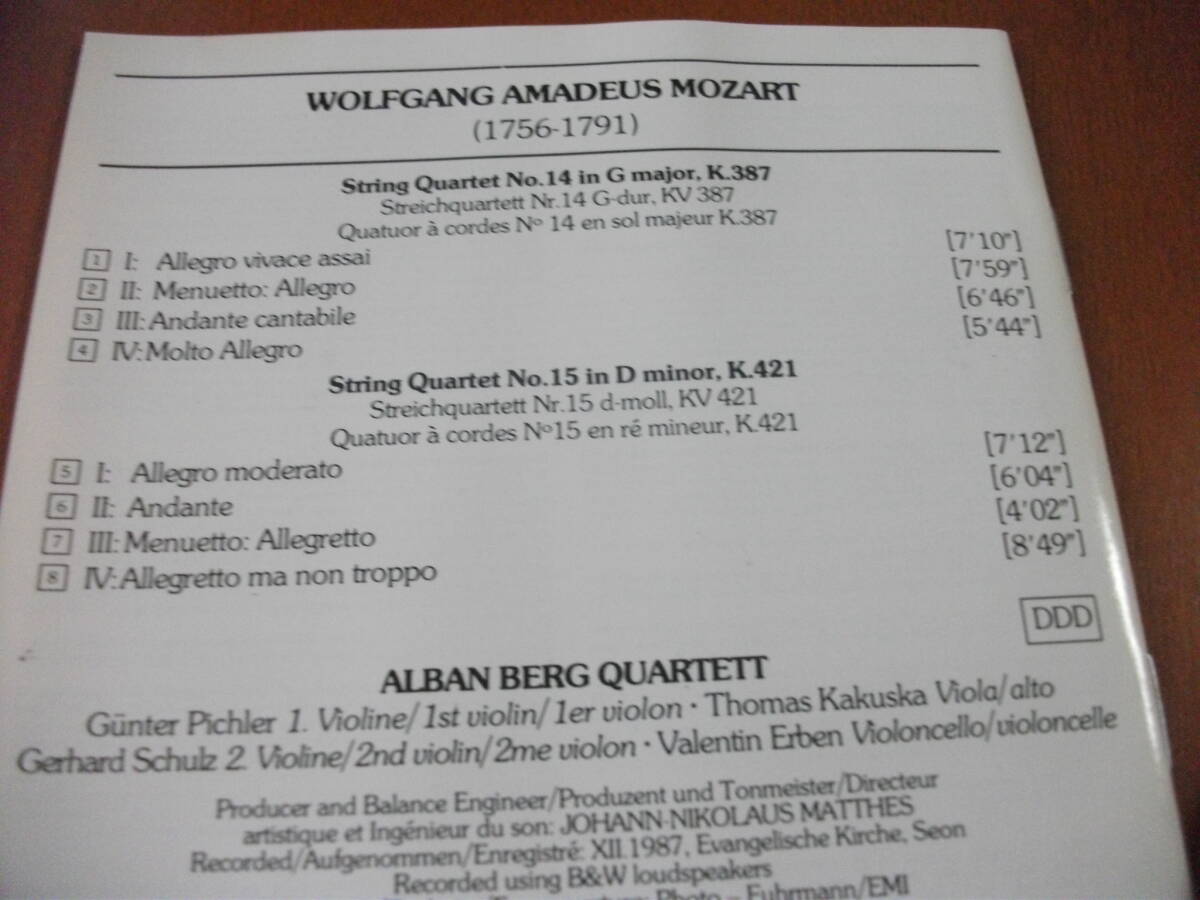 WOLFGANG AMADEUS MOZART
(1756-1791)
String Quartet No.14 in G major, K.387
Streichquartett Nr.14 G-dur, KV 387
Quatuor à cordes Nº 14 en sol majeur K.387
1 I: Allegro vivace assai [7'10"]
2 II: Menuetto: Allegro [7'59"]
3 III: Andante cantabile [6'46"]
4 IV: Molto Allegro [5'44"]
String Quartet No.15 in D minor, K.421
Streichquartett Nr.15 d-moll, KV 421
Quatuor à cordes Nº15 en ré mineur, K.421
5 I: Allegro moderato [7'12"]
6 II: Andante [6'04"]
7 III: Menuetto: Allegretto [4'02"]
8 IV: Allegretto ma non troppo [8'49"]
DDD
ALBAN BERG QUARTETT
Günter Pichler 1. Violine/1st violin/1er violon · Thomas Kakuska Viola/alto
Gerhard Schulz 2. Violine/2nd violin/2me violon · Valentin Erben Violoncello/violoncelle
Producer and Balance Engineer/Produzent und Tonmeister/Directeur
artistique et Ingénieur du son: JOHANN-NIKOLAUS MATTHES
Recorded/Aufgenommen/Enregistré: XII.1987, Evangelische Kirche, Seon
Recorded using B&W loudspeakers
Photo – Fuhrmann/EMI